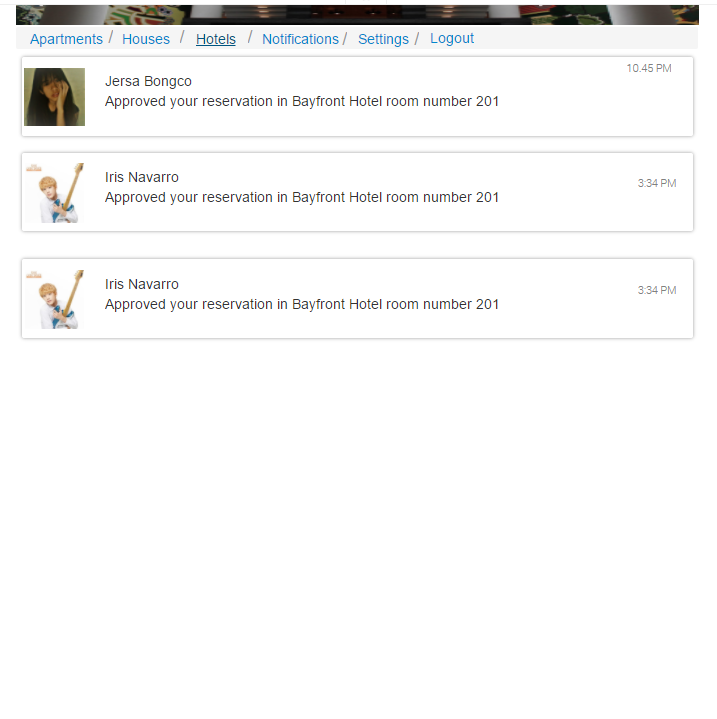 Apartments / Houses / Hotels / Notifications / Settings / Logout
10.45 PM
Jersa Bongco
Approved your reservation in Bayfront Hotel room number 201
Iris Navarro
3:34 PM
Approved your reservation in Bayfront Hotel room number 201
Iris Navarro
3:34 PM
Approved your reservation in Bayfront Hotel room number 201